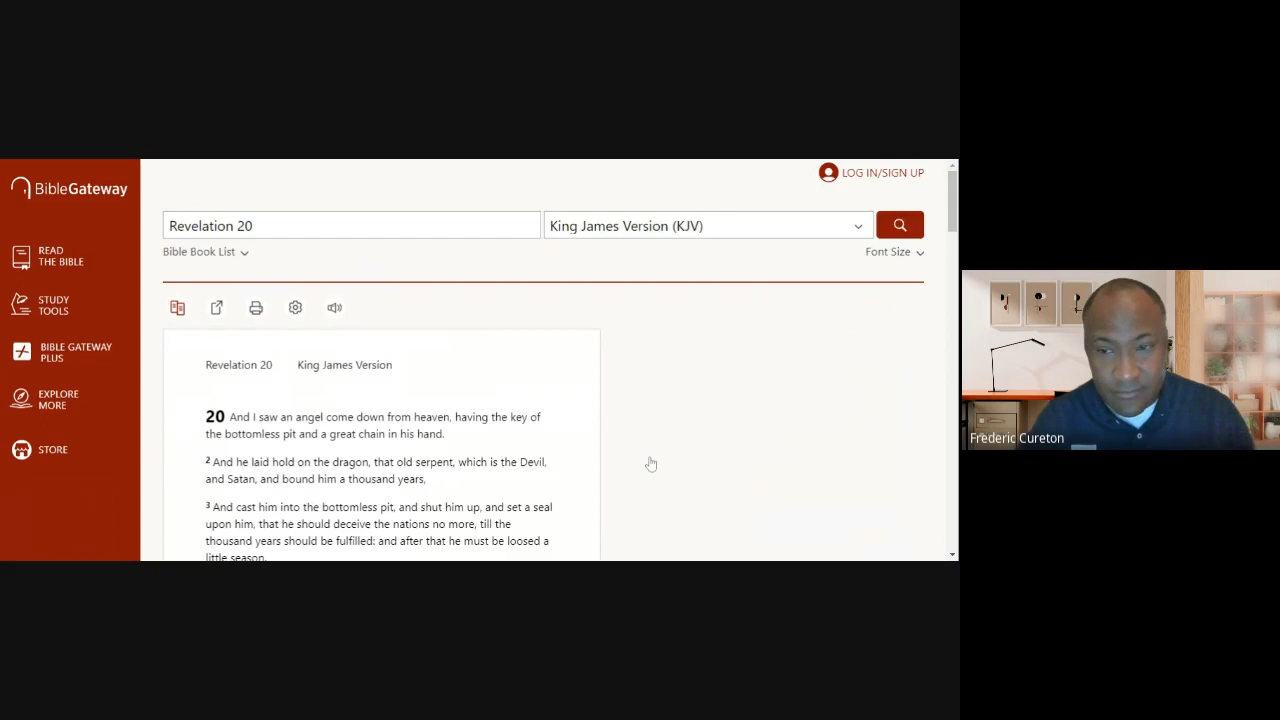 BibleGateway
LOG IN/SIGN UP
Revelation 20
King James Version (KJV)
Bible Book List
Font Size
READ
THE BIBLE
STUDY
TOOLS
BIBLE GATEWAY
PLUS
EXPLORE
MORE
STORE
Revelation 20 King James Version
20 And I saw an angel come down from heaven, having the key of
the bottomless pit and a great chain in his hand.
2 And he laid hold on the dragon, that old serpent, which is the Devil,
and Satan, and bound him a thousand years,
3 And cast him into the bottomless pit, and shut him up, and set a seal
upon him, that he should deceive the nations no more, till the
thousand years should be fulfilled: and after that he must be loosed a
little season.
Frederic Cureton